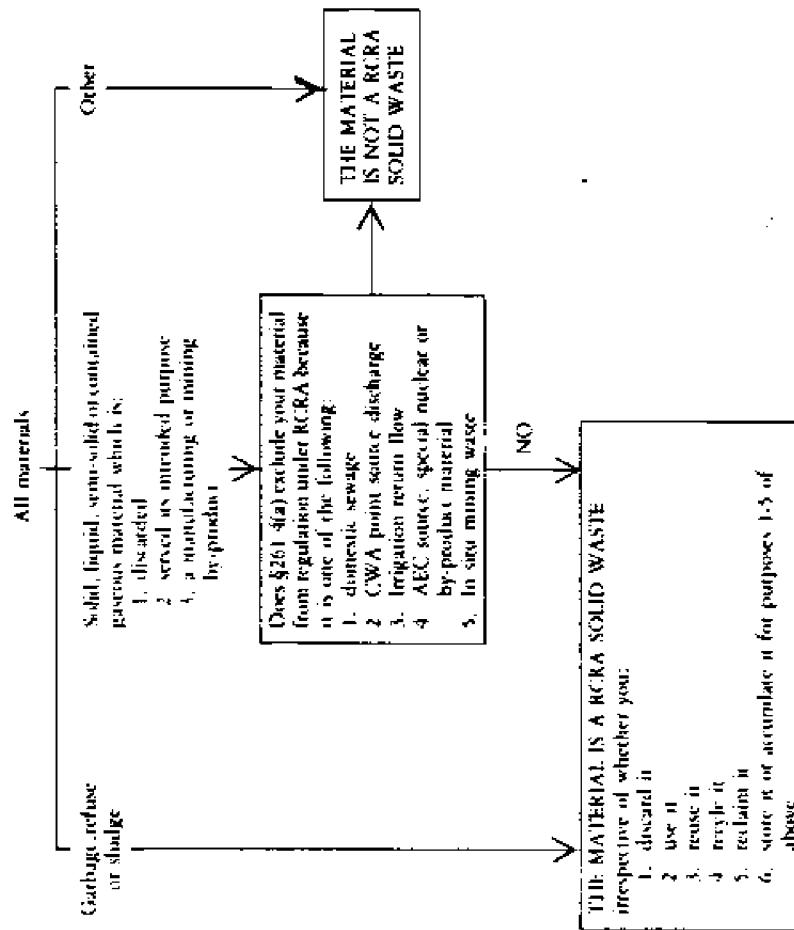 All materials
Garbage, refuse
or sludge
Solid, liquid, semi-solid or contained
gaseous material which is:
1. discarded
2 served its intended purpose
3. a manufacturing or mining
by-product
Other
Does §261 4(a) exclude your material
from regulation under RCRA because
it is one of the following:
1. domestic sewage
2 CWA point source discharge
3. Irrigation return flow
4 AEC source, special nuclear or
by-product material
5. In situ mining waste
THE MATERIAL
IS NOT A RCRA
SOLID WASTE
NO
THE MATERIAL IS A RCRA SOLID WASTE
irrespective of whether you:
1. discard it
2 use it
3. reuse it
4 recyle it
5. reclaim it
6. store it or accumulate it for purposes 1-5 of
above